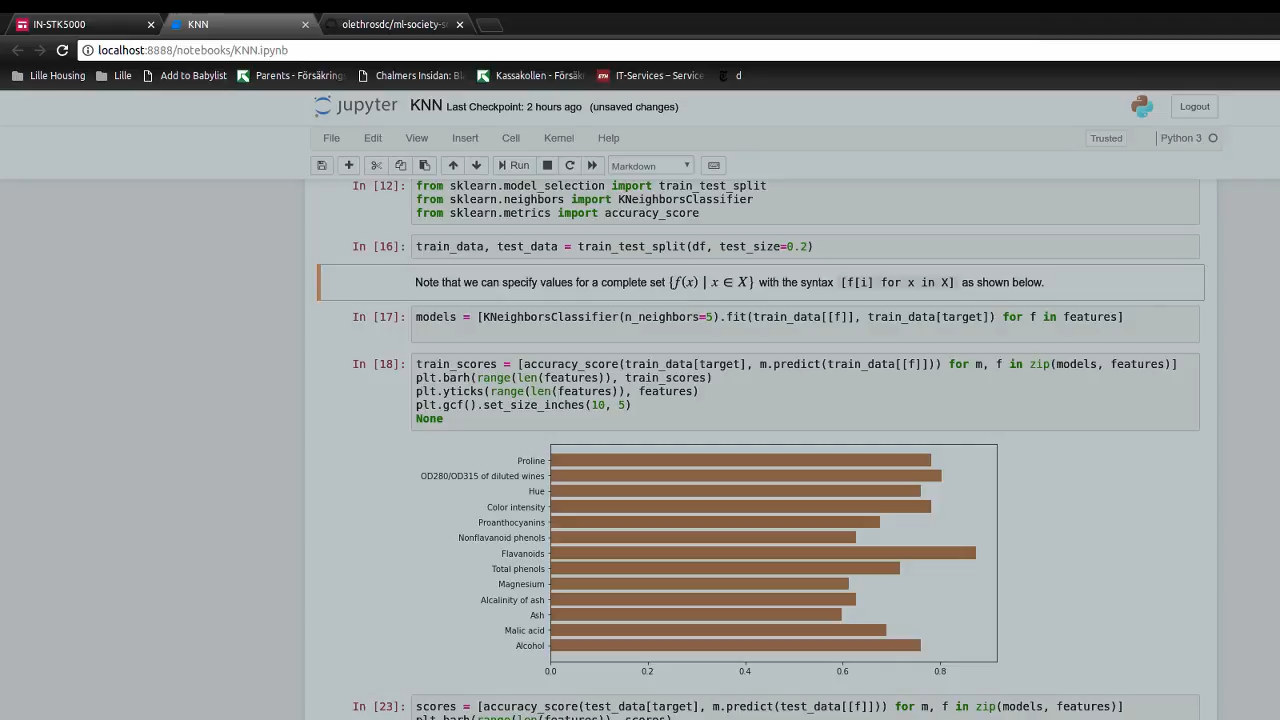 IN-STK5000
KNN
olethrosdc/ml-society-s
localhost:8888/notebooks/KNN.ipynb
Lille Housing
Lille
Add to Babylist
Parents - Försäkring
Chalmers Insidan: Bl
Kassakollen - Försäk
ETH
IT-Services – Service
d
jupyter KNN Last Checkpoint: 2 hours ago (unsaved changes)
Logout
File Edit View Insert Cell Kernel Help
Trusted
Python 3
Run
Markdown
In [12]:
from sklearn.model_selection import train_test_split
from sklearn.neighbors import KNeighborsClassifier
from sklearn.metrics import accuracy_score
In [16]:
train_data, test_data = train_test_split(df, test_size=0.2)
Note that we can specify values for a complete set {f(x) | x ∈ X} with the syntax [f[i] for x in X] as shown below.
In [17]:
models = [KNeighborsClassifier(n_neighbors=5).fit(train_data[[f]], train_data[target]) for f in features]
In [18]:
train_scores = [accuracy_score(train_data[target], m.predict(train_data[[f]])) for m, f in zip(models, features)]
plt.barh(range(len(features)), train_scores)
plt.yticks(range(len(features)), features)
plt.gcf().set_size_inches(10, 5)
None
Proline
OD280/OD315 of diluted wines
Hue
Color intensity
Proanthocyanins
Nonflavanoid phenols
Flavanoids
Total phenols
Magnesium
Alcalinity of ash
Ash
Malic acid
Alcohol
0.0 0.2 0.4 0.6 0.8
In [23]:
scores = [accuracy_score(test_data[target], m.predict(test_data[[f]])) for m, f in zip(models, features)]
plt.barh(range(len(features)), scores)